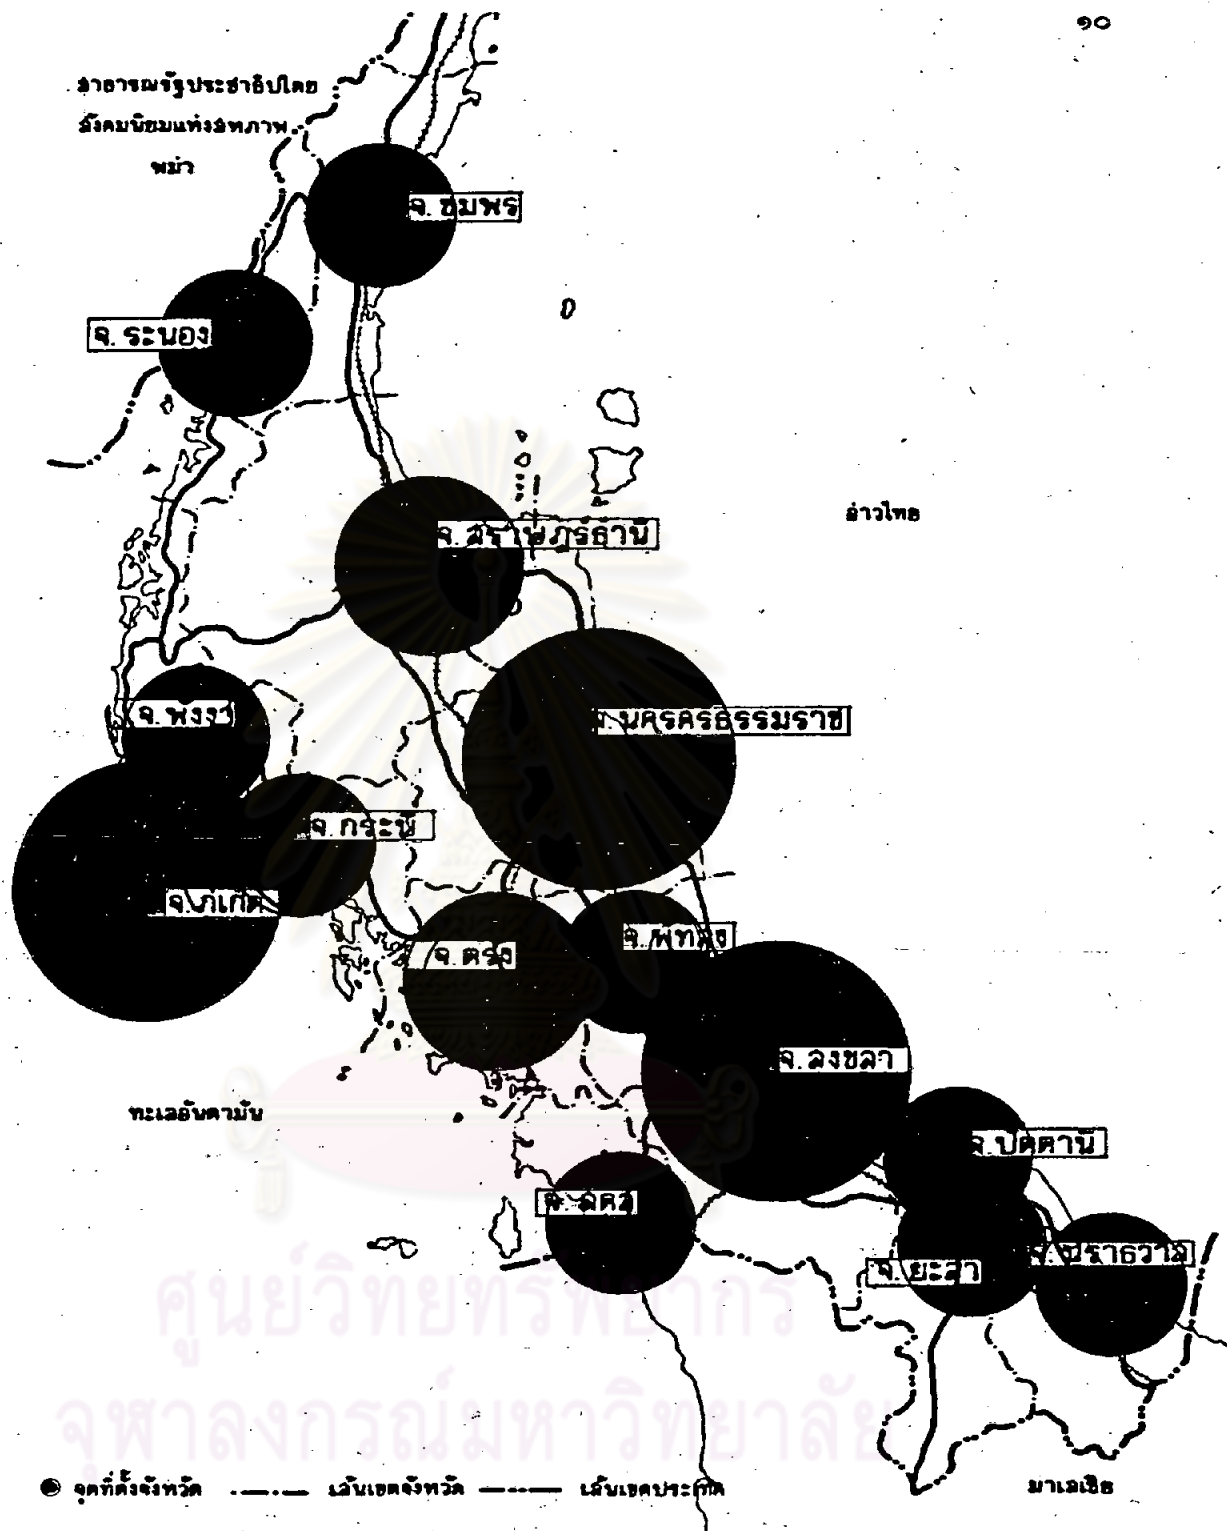 ๑๐
สาธารณรัฐประชาธิปไตย
สังคมนิยมแห่งสหภาพ
พม่า
จ. ชุมพร
จ. ระนอง
อ่าวไทย
จ. สุราษฎร์ธานี
จ. พังงา
จ. นครศรีธรรมราช
จ. กระบี่
จ. ภูเก็ต
จ. ตรัง
จ. พัทลุง
จ. สงขลา
ทะเลอันดามัน
จ. ปัตตานี
จ. สตูล
จ. ยะลา
จ. นราธิวาส
ศูนย์วิทยทรัพยากร
จุฬาลงกรณ์มหาวิทยาลัย
จุดที่ตั้งจังหวัด เส้นเขตจังหวัด เส้นเขตประเทศ
มาเลเซีย